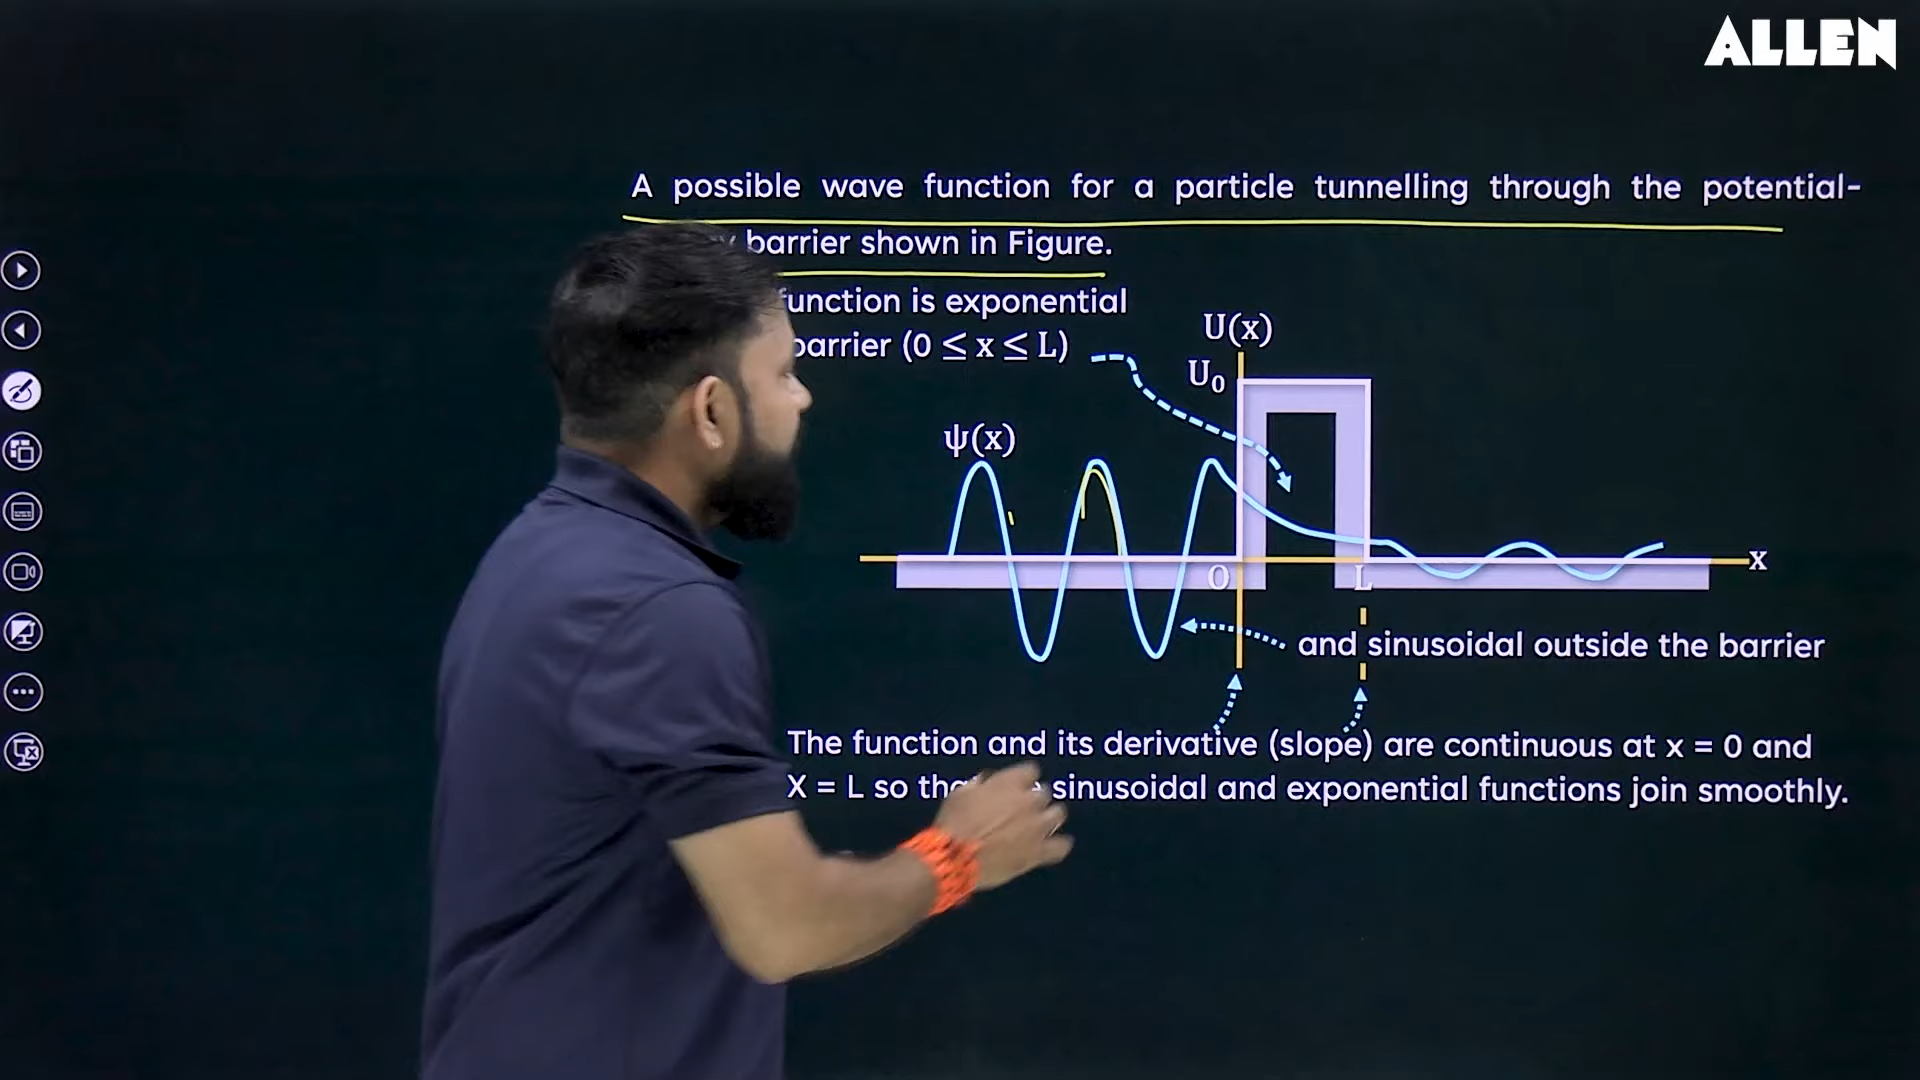 ALLEN
A possible wave function for a particle tunnelling through the potential-
barrier shown in Figure.
function is exponential
barrier (0 ≤ x ≤ L)
U(x)
U₀
ψ(x)
O
L
x
and sinusoidal outside the barrier
The function and its derivative (slope) are continuous at x = 0 and
X = L so sinusoidal and exponential functions join smoothly.